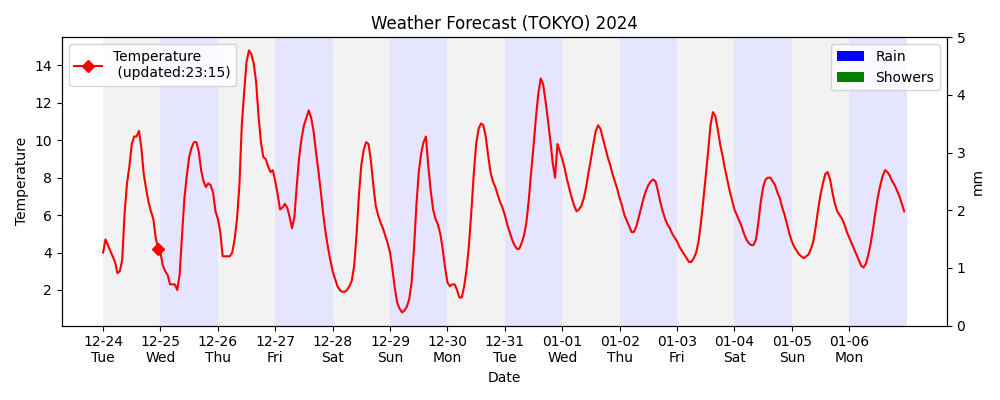 Weather Forecast (TOKYO) 2024
Temperature
(updated:23:15)
Rain
Showers
Temperature
14
12
10
8
6
4
2
5
4
3
2
1
0
mm
12-24 12-25 12-26 12-27 12-28 12-29 12-30 12-31 01-01 01-02 01-03 01-04 01-05 01-06
Tue Wed Thu Fri Sat Sun Mon Tue Wed Thu Fri Sat Sun Mon
Date